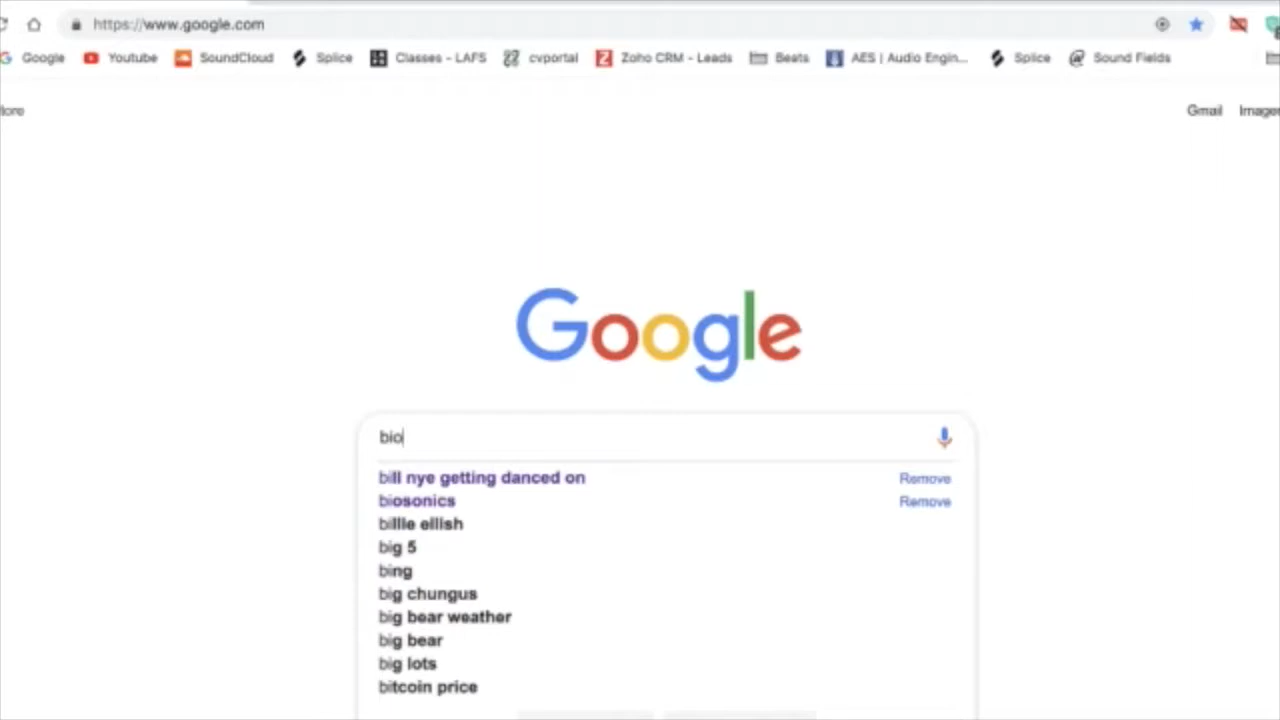 https://www.google.com
Google Youtube SoundCloud Splice Classes - LAFS cvportal Zoho CRM - Leads Beats AES | Audio Engin... Splice Sound Fields
Gmail
Google
bio
bill nye getting danced on Remove
biosonics Remove
billie eilish
big 5
bing
big chungus
big bear weather
big bear
big lots
bitcoin price